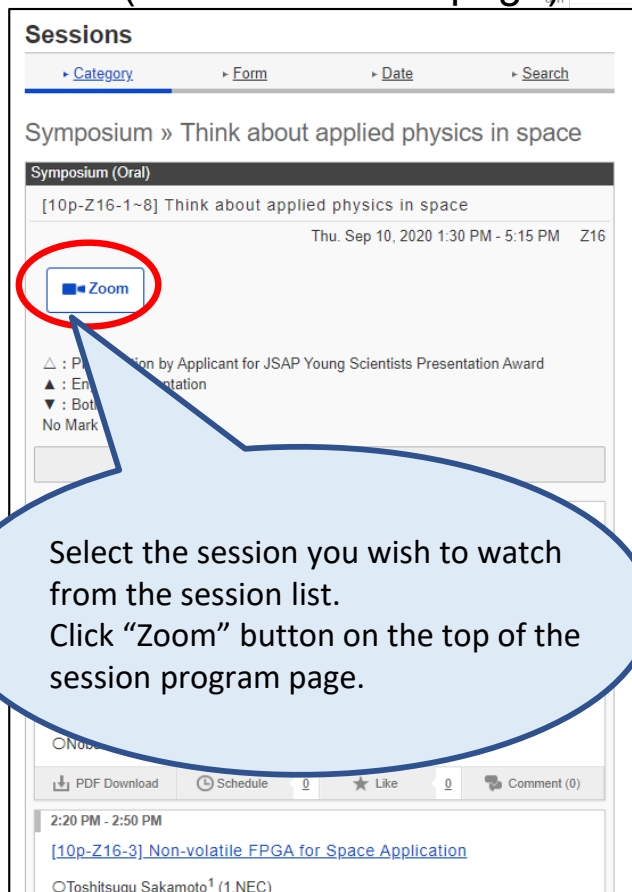 Sessions
▸ Category ▸ Form ▸ Date ▸ Search
Symposium » Think about applied physics in space
Symposium (Oral)
[10p-Z16-1~8] Think about applied physics in space
Thu. Sep 10, 2020 1:30 PM - 5:15 PM Z16
Zoom
△ : by Applicant for JSAP Young Scientists Presentation Award
▲ :
▼ :
No Mark
Select the session you wish to watch
from the session list.
Click “Zoom” button on the top of the
session program page.
PDF Download Schedule 0 ★ Like 0 Comment (0)
2:20 PM - 2:50 PM
[10p-Z16-3] Non-volatile FPGA for Space Application
○Toshitsugu Sakamoto¹ (1.NEC)